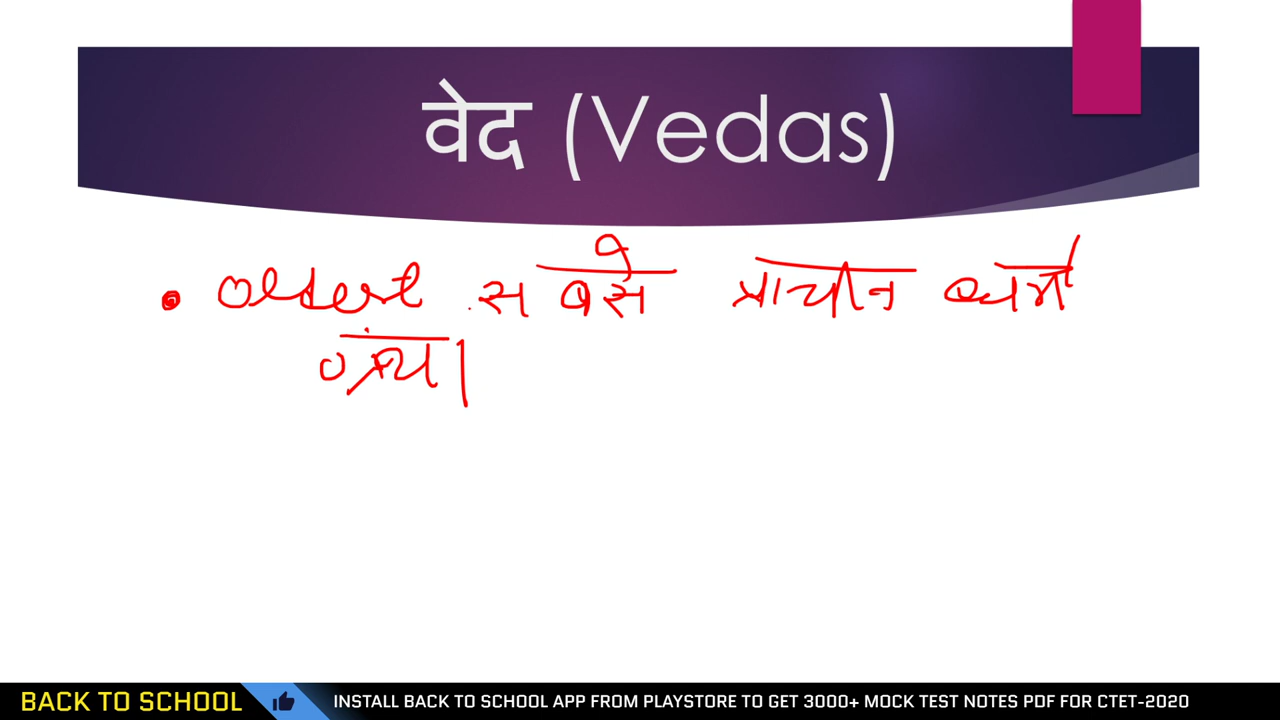 वेद (Vedas)
• oldest सबसे प्राचीन
ग्रंथ।
BACK TO SCHOOL INSTALL BACK TO SCHOOL APP FROM PLAYSTORE TO GET 3000+ MOCK TEST NOTES PDF FOR CTET-2020